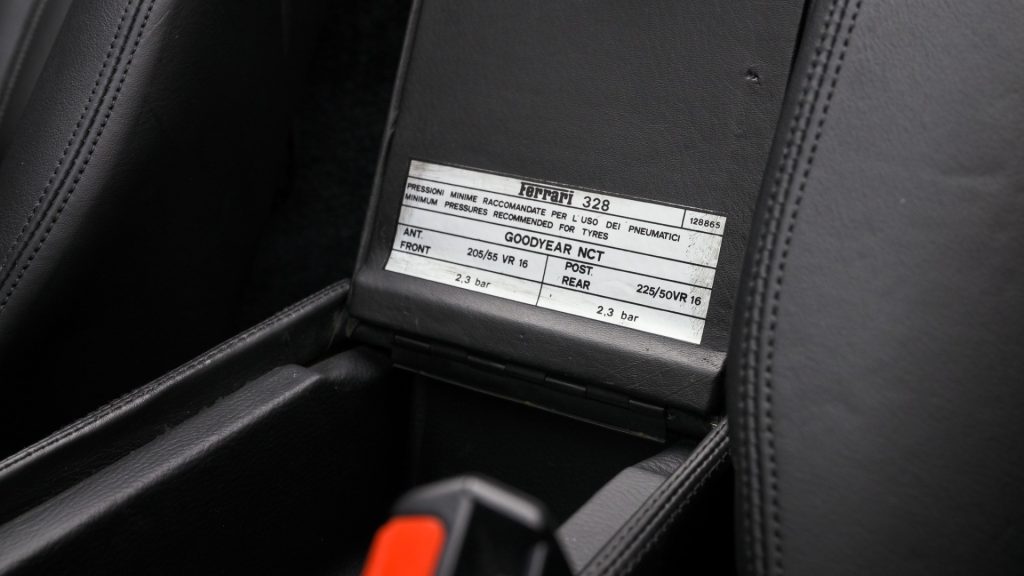 Ferrari 328
128865
PRESSIONI MINIME RACCOMANDATE PER L'USO DEI PNEUMATICI
MINIMUM PRESSURES RECOMMENDED FOR TYRES
GOODYEAR NCT
ANT.
FRONT
205/55 VR 16
POST.
REAR
225/50VR 16
2,3 bar
2,3 bar